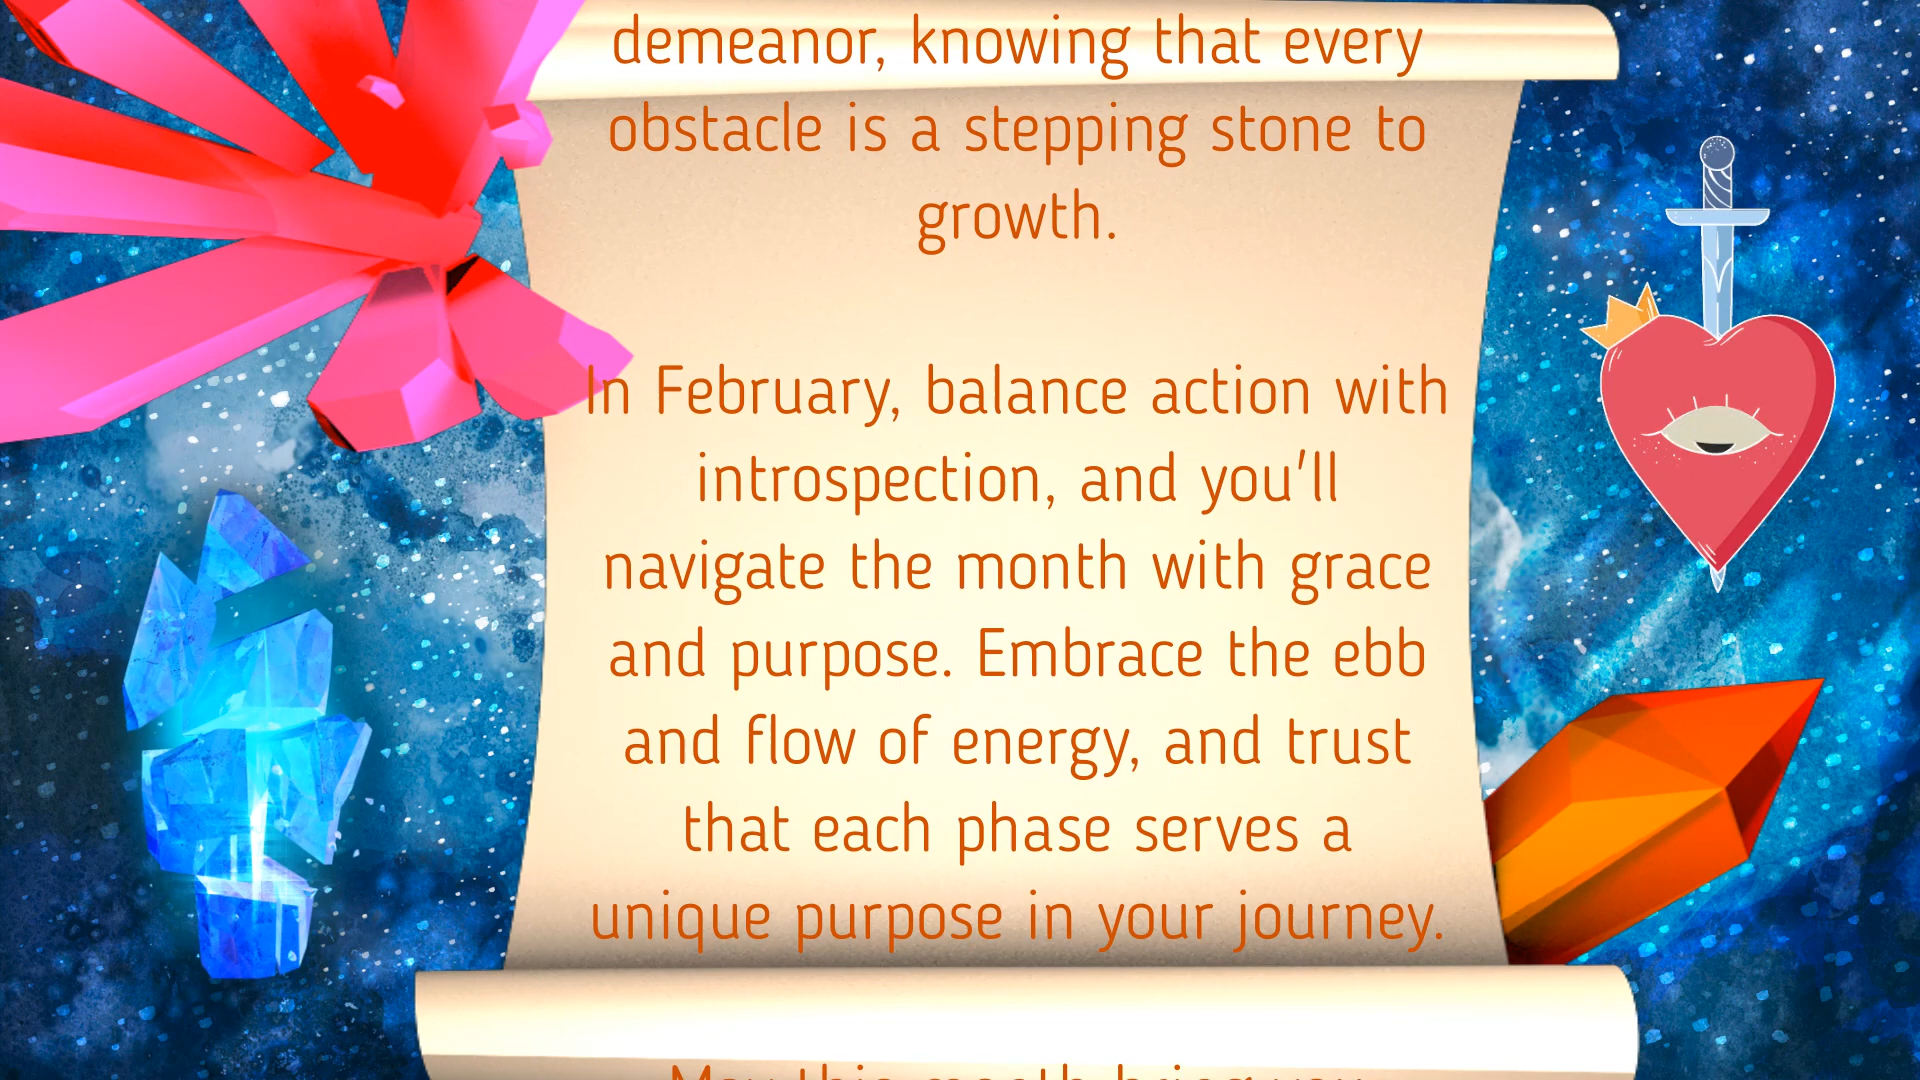 demeanor, knowing that every
obstacle is a stepping stone to
growth.
In February, balance action with
introspection, and you'll
navigate the month with grace
and purpose. Embrace the ebb
and flow of energy, and trust
that each phase serves a
unique purpose in your journey.
May this month bring you